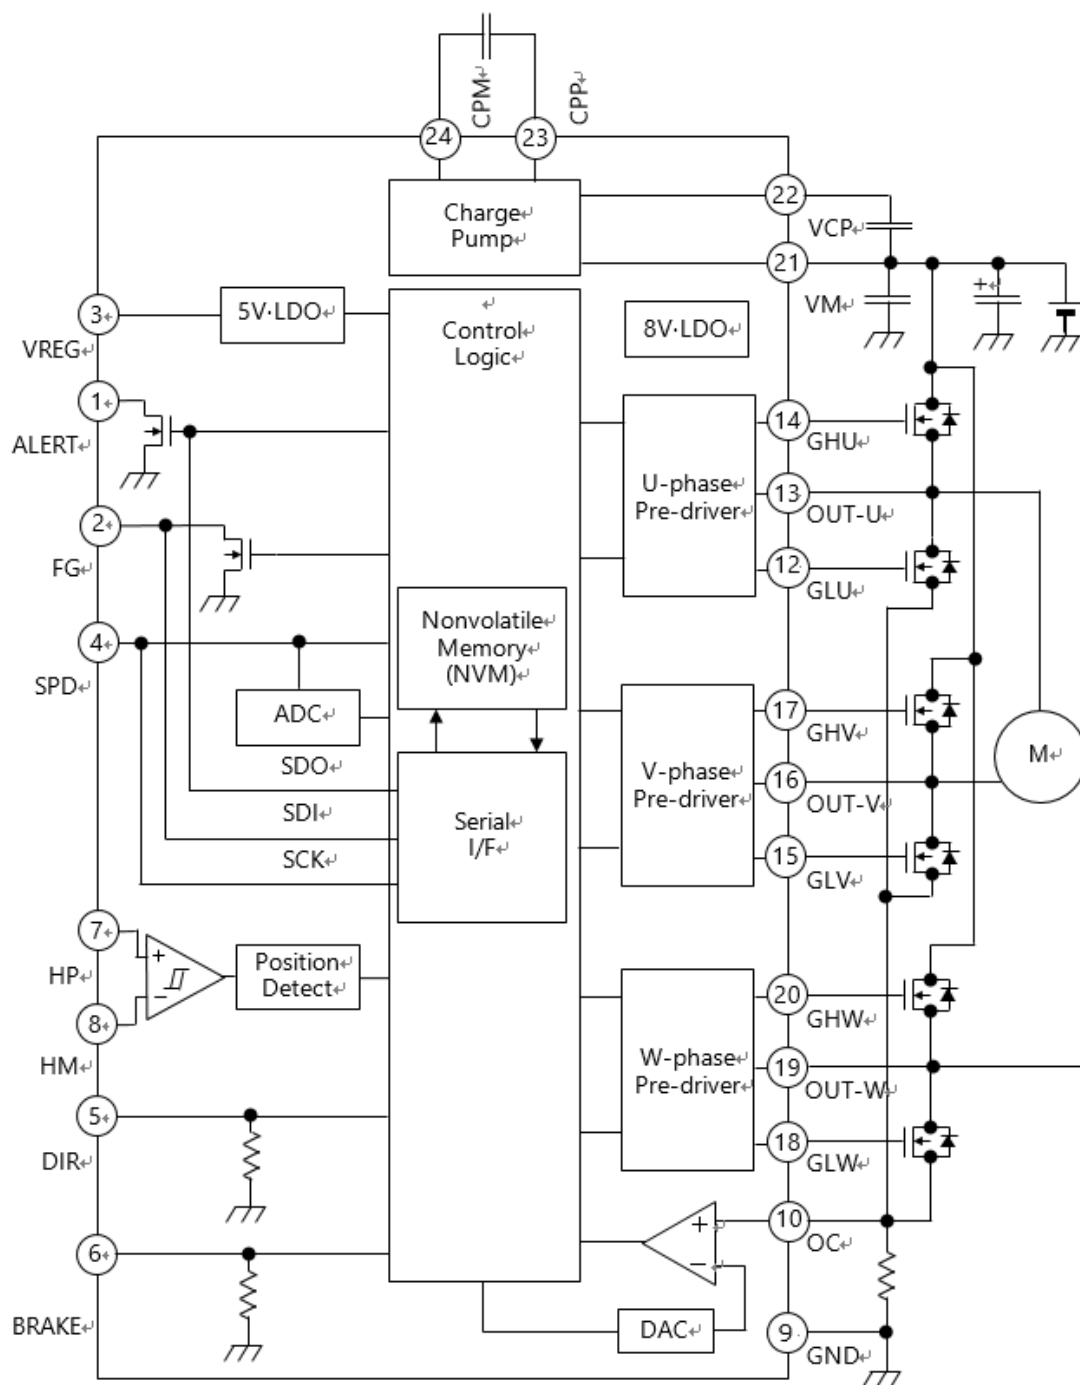 CPM
CPP
24
23
Charge
Pump
22
VCP
21
VM
+
3
VREG
5V·LDO
Control
Logic
8V·LDO
1
ALERT
14
GHU
U-phase
Pre-driver
13
OUT-U
2
FG
12
GLU
Nonvolatile
Memory
(NVM)
4
SPD
ADC
17
GHV
M
SDO
V-phase
Pre-driver
16
OUT-V
SDI
Serial
I/F
SCK
15
GLV
7
HP
+
−
Position
Detect
8
HM
20
GHW
W-phase
Pre-driver
19
OUT-W
5
DIR
18
GLW
10
OC
+
−
6
BRAKE
DAC
9
GND